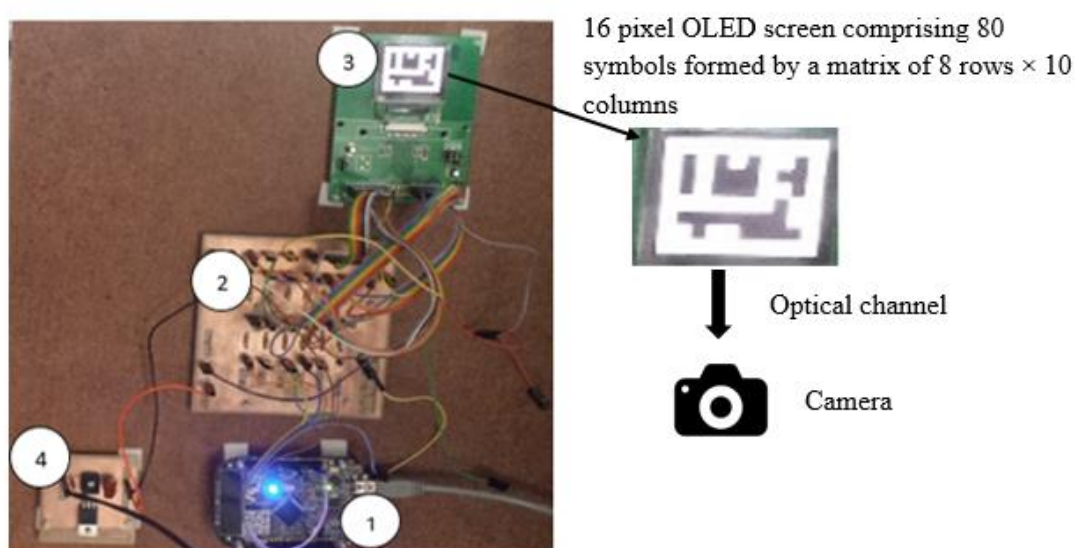 16 pixel OLED screen comprising 80
symbols formed by a matrix of 8 rows × 10
columns
3
2
Optical channel
Camera
4
1